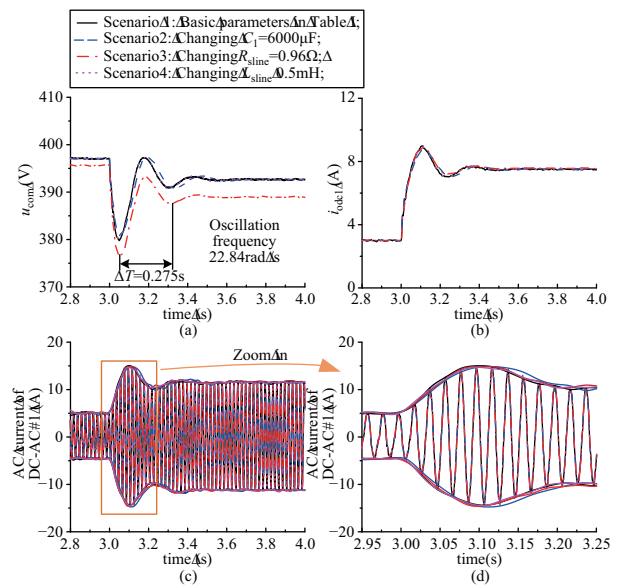 Scenario∆1:∆Basic∆parameters∆in∆Table∆I;
Scenario2:∆Changing∆C₁=6000μF;
Scenario3:∆Changing∆R_sline=0.96Ω;∆
Scenario4:∆Changing∆L_sline∆0.5mH;
400
390
380
370
u_com∆(V)
∆T=0.275s
Oscillation
frequency
22.84rad∆/s
2.8 3.0 3.2 3.4 3.6 3.8 4.0
time∆(s)
(a)
12
8
4
0
i_odc1∆(A)
2.8 3.0 3.2 3.4 3.6 3.8 4.0
time∆(s)
(b)
20
10
0
−10
−20
AC∆current∆of
DC-AC#1∆(A)
Zoom∆in
2.8 3.0 3.2 3.4 3.6 3.8 4.0
time∆(s)
(c)
20
10
0
−10
−20
AC∆current∆of
DC-AC#1∆(A)
2.95 3.00 3.05 3.10 3.15 3.20 3.25
time(s)
(d)